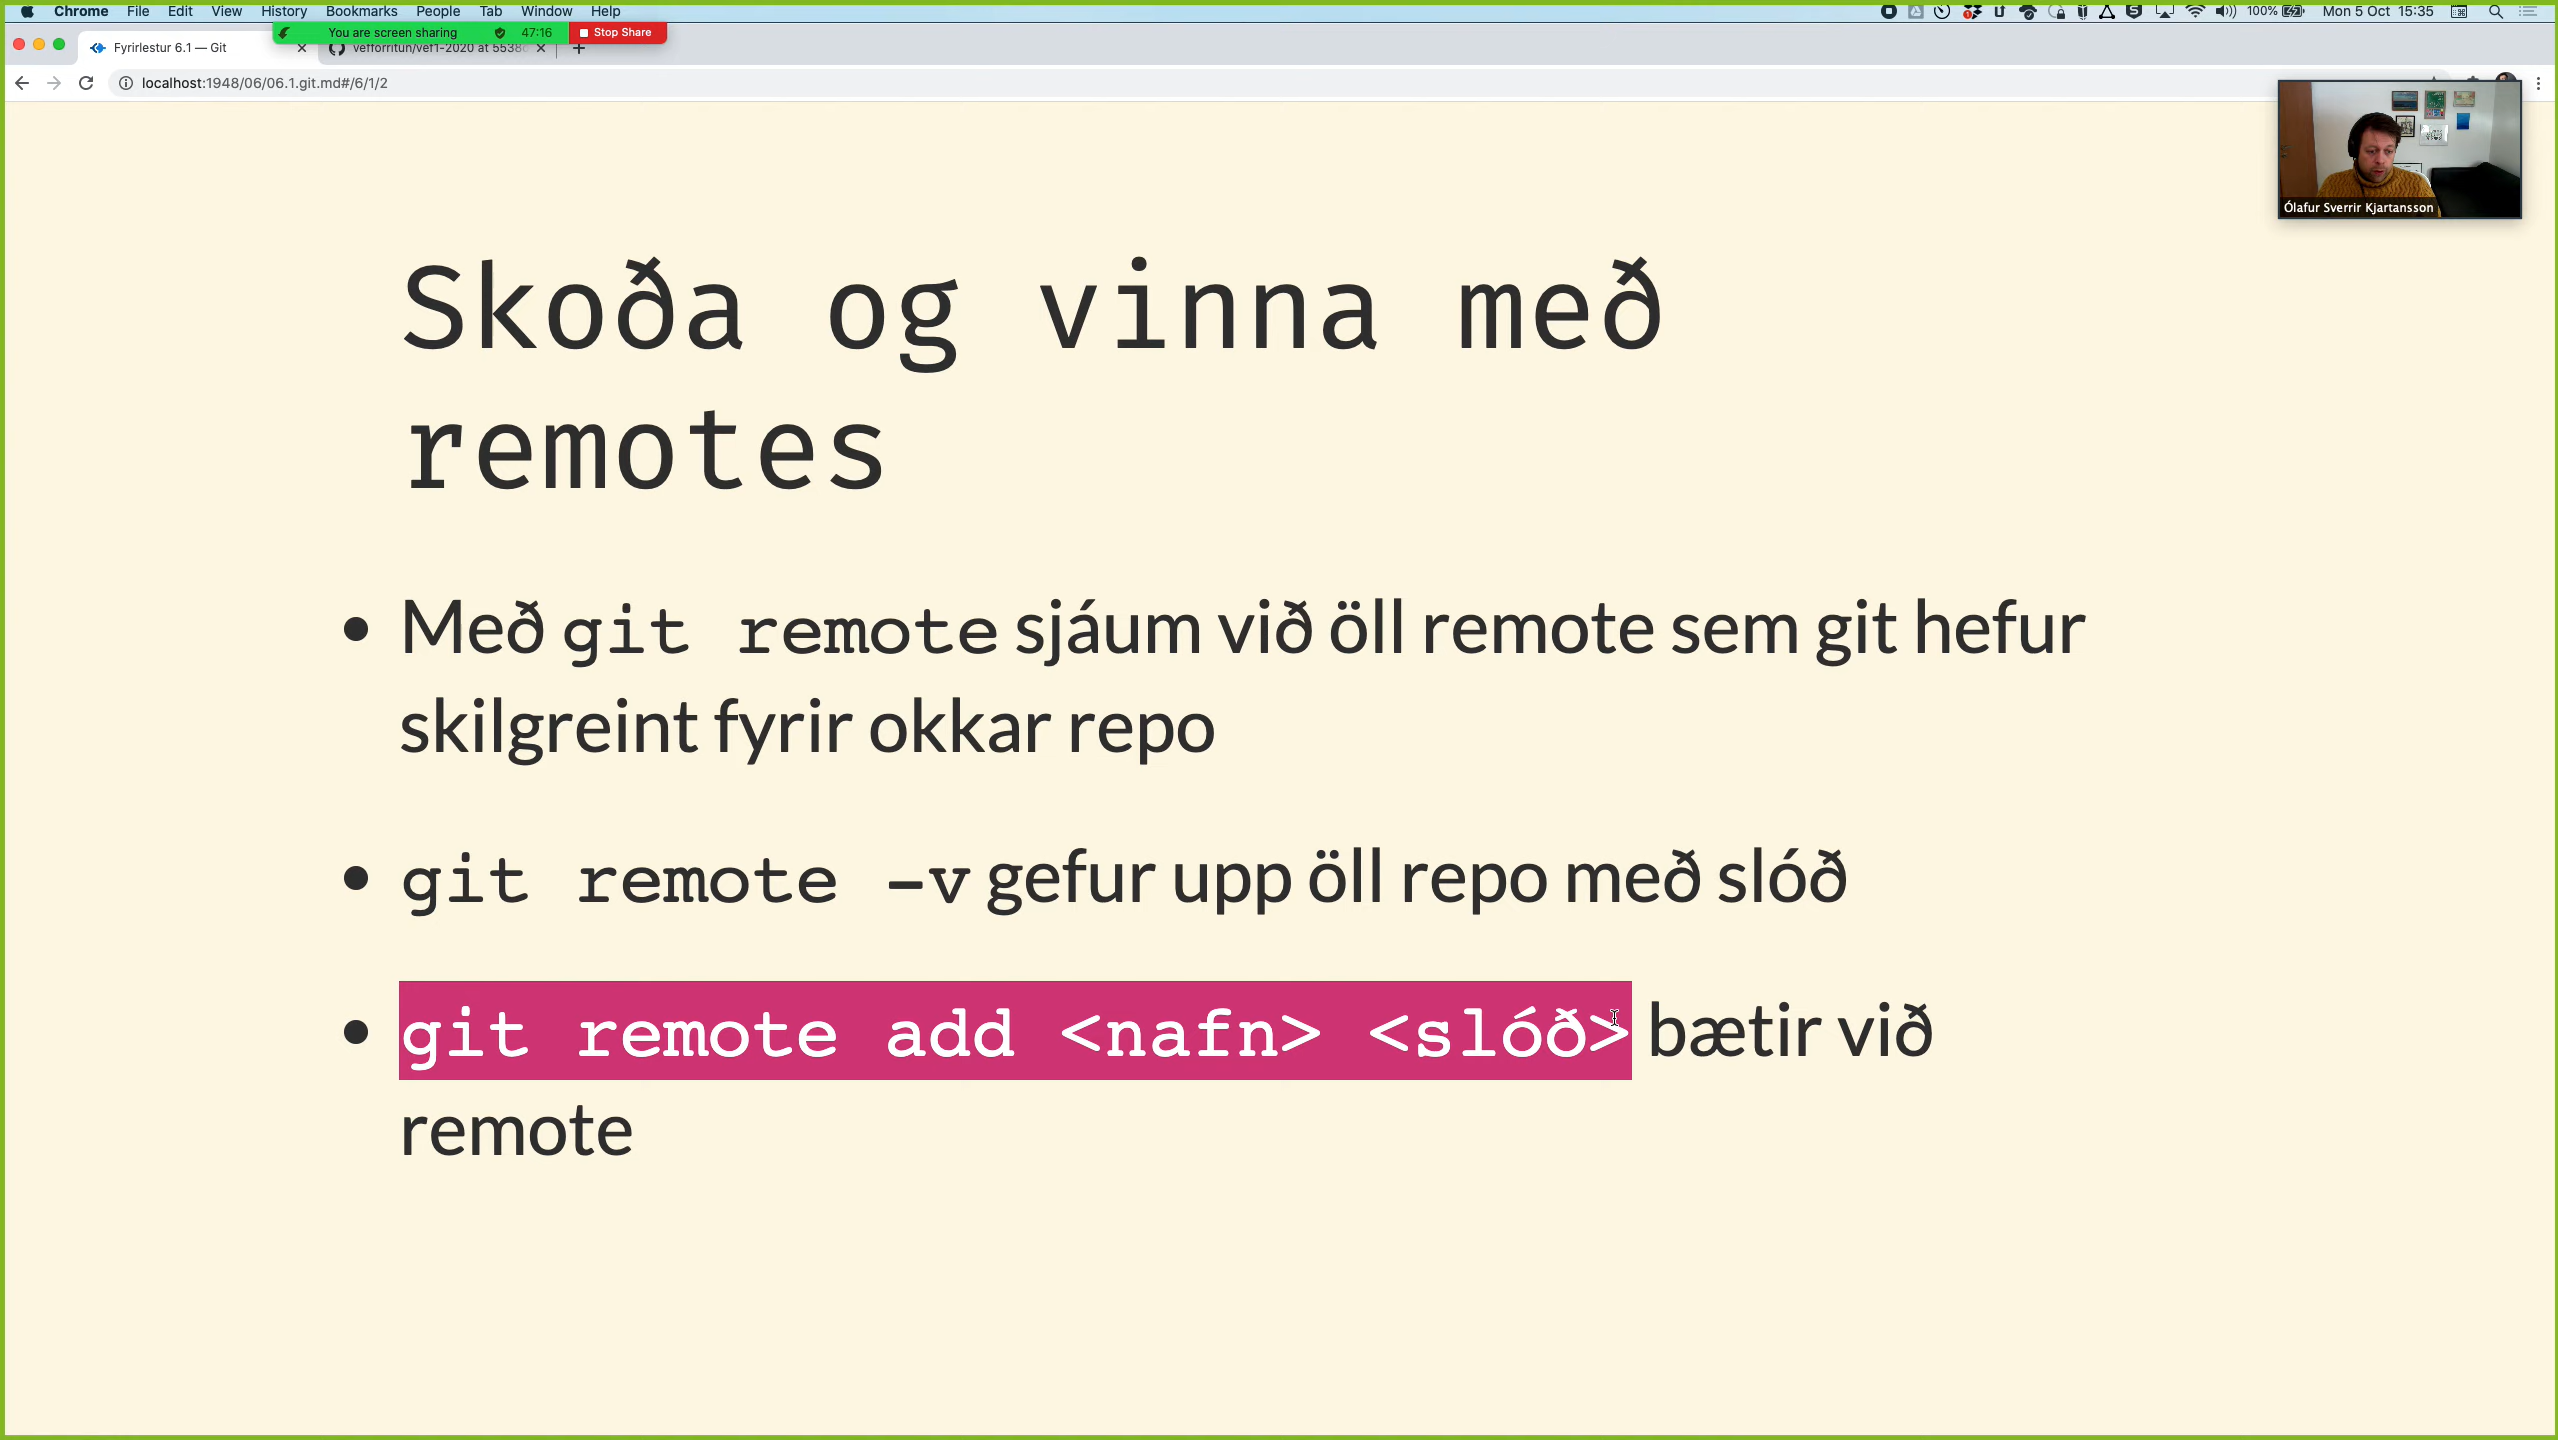 Chrome File Edit View History Bookmarks People Tab Window Help 100% Mon 5 Oct 15:35
You are screen sharing 47:16 Stop Share
Fyrirlestur 6.1 — Git
localhost:1948/06/06.1.git.md#/6/1/2
Ólafur Sverrir Kjartansson
Skoða og vinna með
remotes
Með git remote sjáum við öll remote sem git hefur
skilgreint fyrir okkar repo
git remote -v gefur upp öll repo með slóð
git remote add <nafn> <slóð> bætir við
remote